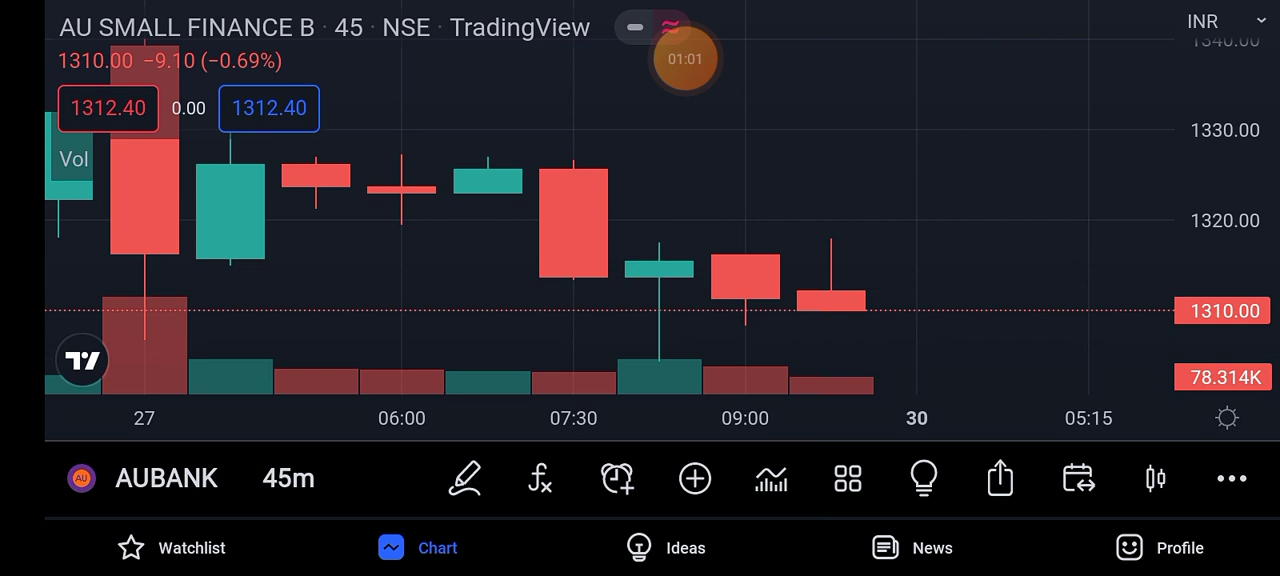 AU SMALL FINANCE B · 45 · NSE · TradingView
INR
01:01
1340.00
1310.00 −9.10 (−0.69%)
1312.40 0.00 1312.40
1330.00
Vol
1320.00
1310.00
78.314K
27 06:00 07:30 09:00 30 05:15
AU AUBANK 45m
Watchlist Chart Ideas News Profile